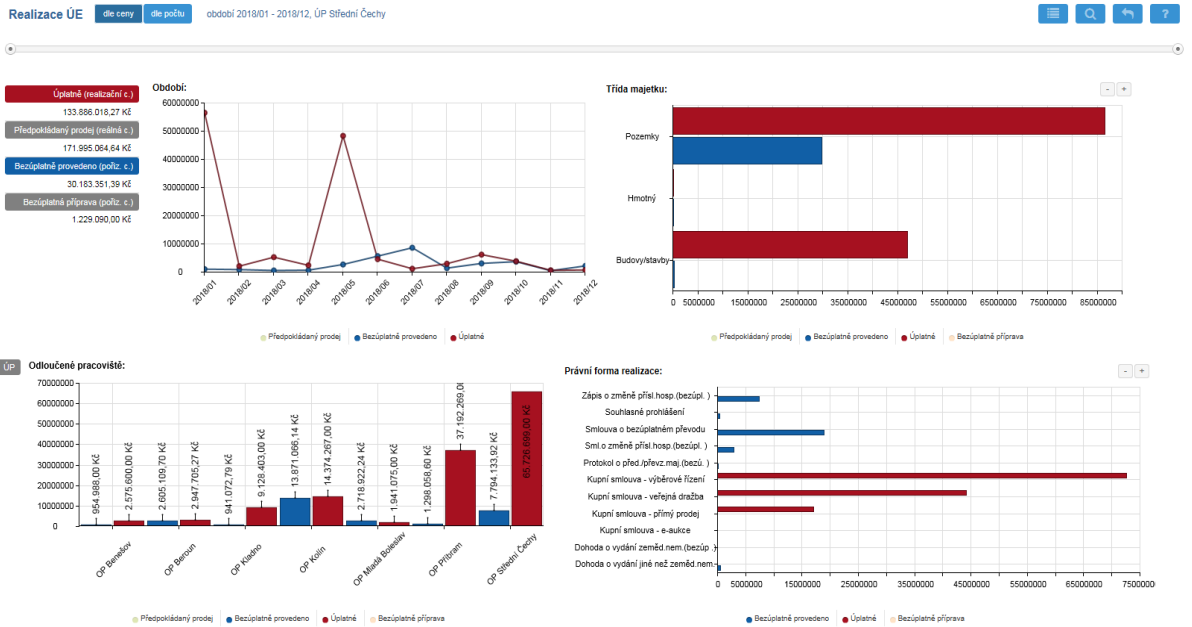 Realizace ÚE
dle ceny
dle počtu
období 2018/01 - 2018/12, ÚP Střední Čechy
?
Úplatně (realizační c.)
133.886.018,27 Kč
Předpokládaný prodej (reálná c.)
171.995.064,64 Kč
Bezúplatně provedeno (pořiz. c.)
30.183.351,39 Kč
Bezúplatná příprava (pořiz. c.)
1.229.090,00 Kč
Období:
60000000
50000000
40000000
30000000
20000000
10000000
0
2018/01
2018/02
2018/03
2018/04
2018/05
2018/06
2018/07
2018/08
2018/09
2018/10
2018/11
2018/12
Předpokládaný prodej
Bezúplatně provedeno
Úplatné
Třída majetku:
- +
Pozemky
Hmotný
Budovy/stavby
0 5000000 15000000 25000000 35000000 45000000 55000000 65000000 75000000 85000000
Předpokládaný prodej
Bezúplatně provedeno
Úplatné
Bezúplatně příprava
ÚP
Odloučené pracoviště:
70000000
60000000
50000000
40000000
30000000
20000000
10000000
0
954.988,00 Kč
2.575.600,00 Kč
2.605.109,70 Kč
2.947.705,27 Kč
941.072,79 Kč
9.128.403,00 Kč
13.871.066,14 Kč
14.374.267,00 Kč
2.718.922,24 Kč
1.941.075,00 Kč
1.298.058,60 Kč
37.192.269,0
7.794.133,92 Kč
65.726.699,00 Kč
OP Benešov
OP Beroun
OP Kladno
OP Kolín
OP Mladá Boleslav
OP Příbram
OP Střední Čechy
Předpokládaný prodej
Bezúplatně provedeno
Úplatné
Bezúplatně příprava
Právní forma realizace:
- +
Zápis o změně přísl.hosp.(bezúpl. )
Souhlasné prohlášení
Smlouva o bezúplatném převodu
Sml.o změně přísl.hosp.(bezúpl. )
Protokol o před./převz.maj.(bezú. )
Kupní smlouva - výběrové řízení
Kupní smlouva - veřejná dražba
Kupní smlouva - přímý prodej
Kupní smlouva - e-aukce
Dohoda o vydání zeměd.nem.(bezúp .)
Dohoda o vydání jiné než zeměd.nem.
0 5000000 15000000 25000000 35000000 45000000 55000000 65000000 75000000
Bezúplatně provedeno
Úplatné
Bezúplatně příprava